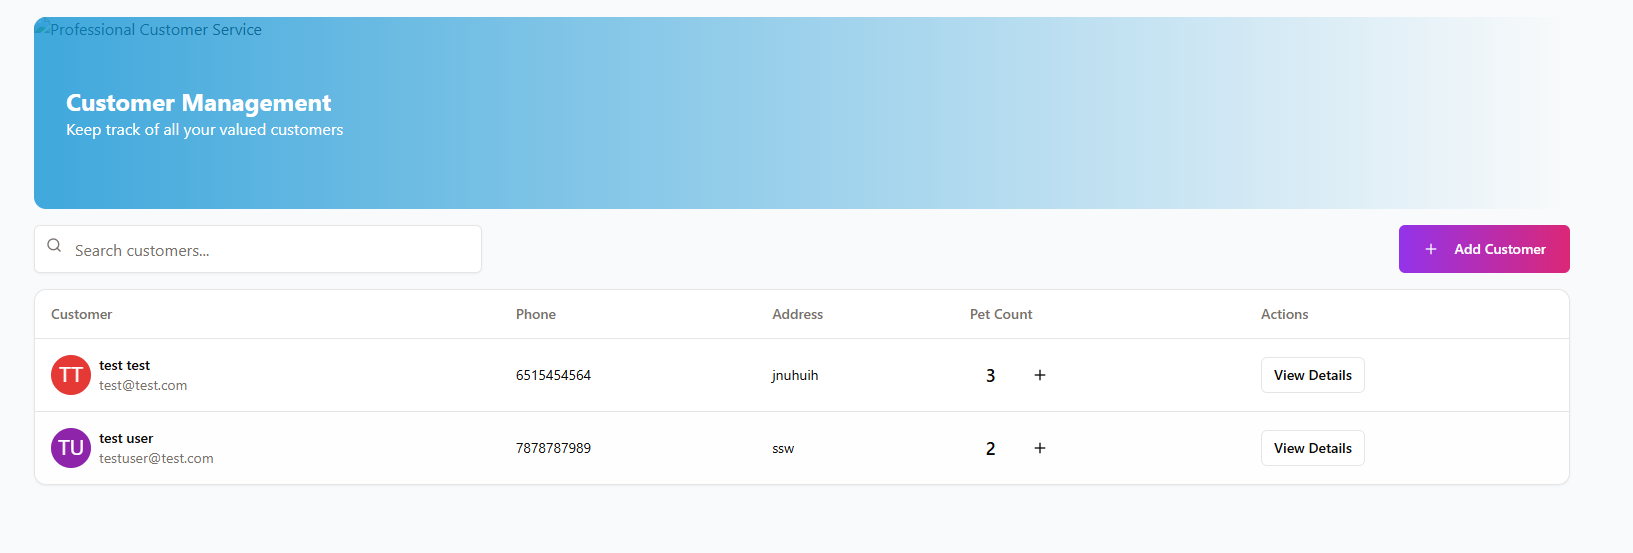 Professional Customer Service
Customer Management
Keep track of all your valued customers
Search customers...
+ Add Customer
Customer Phone Address Pet Count Actions
TT test test test@test.com 6515454564 jnuhuih 3 + View Details
TU test user testuser@test.com 7878787989 ssw 2 + View Details